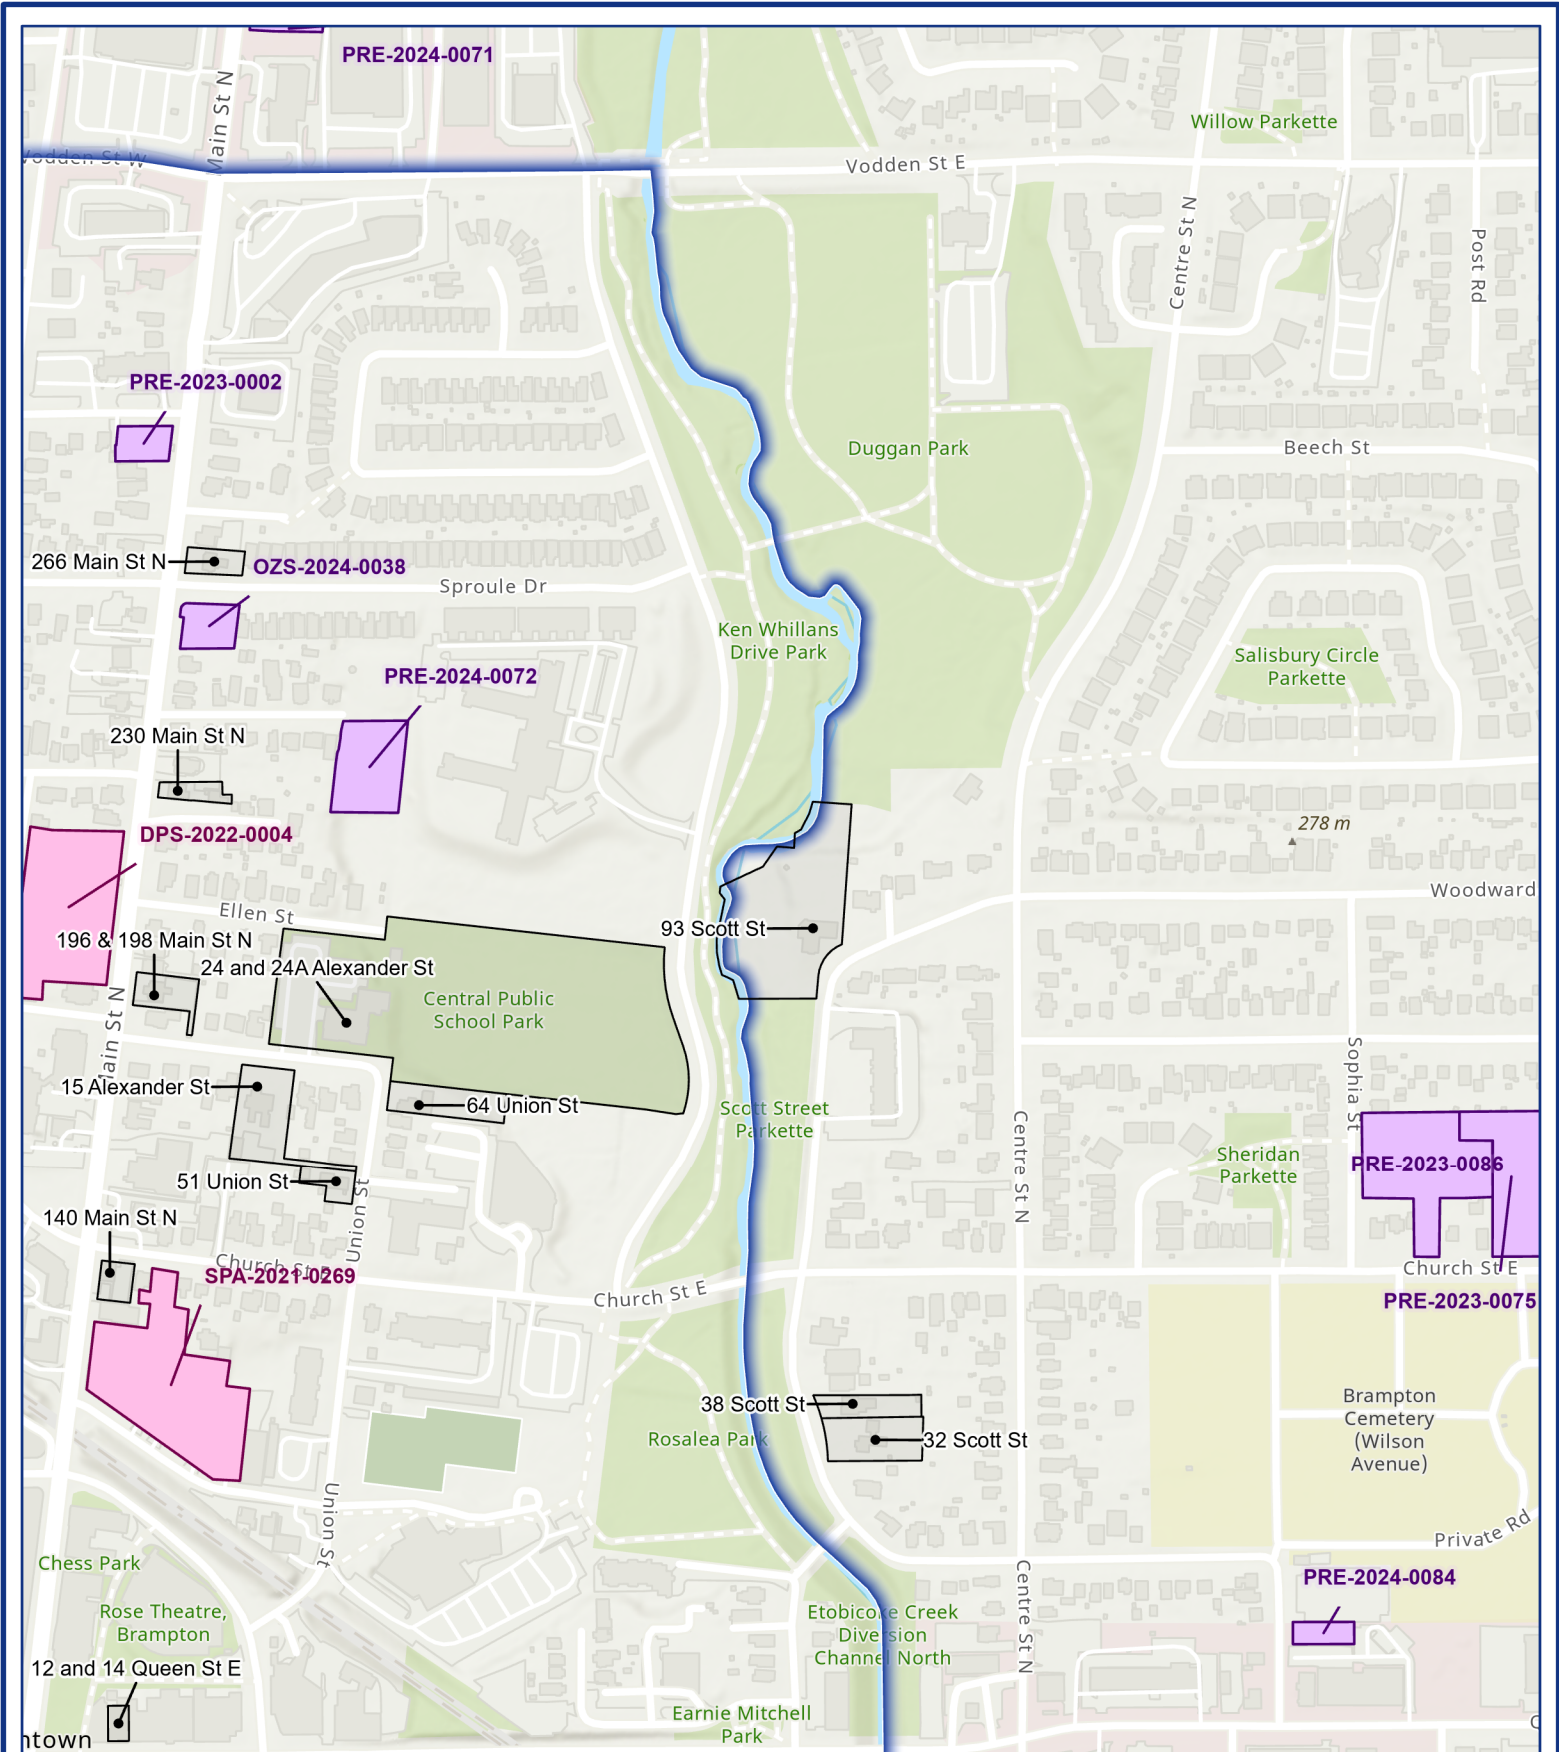 PRE-2024-0071
Main St N
Willow Parkette
Vodden St W
Vodden St E
Centre St N
Post Rd
PRE-2023-0002
Duggan Park
Beech St
266 Main St N
OZS-2024-0038
Sproule Dr
Ken Whillans
Drive Park
Salisbury Circle
Parkette
PRE-2024-0072
230 Main St N
278 m
DPS-2022-0004
Woodward
Ellen St
93 Scott St
196 & 198 Main St N
24 and 24A Alexander St
Central Public
School Park
Main St N
Sophia St
15 Alexander St
64 Union St
Scott Street
Parkette
Centre St N
Sheridan
Parkette
PRE-2023-0086
51 Union St
Union St
140 Main St N
Church St E
SPA-2021-0269
Church St E
Church St E
PRE-2023-0075
38 Scott St
32 Scott St
Rosalea Park
Brampton
Cemetery
(Wilson
Avenue)
Union St
Private Rd
Chess Park
Centre St N
PRE-2024-0084
Rose Theatre,
Brampton
Etobicoke Creek
Diversion
Channel North
12 and 14 Queen St E
Earnie Mitchell
Park
ntown